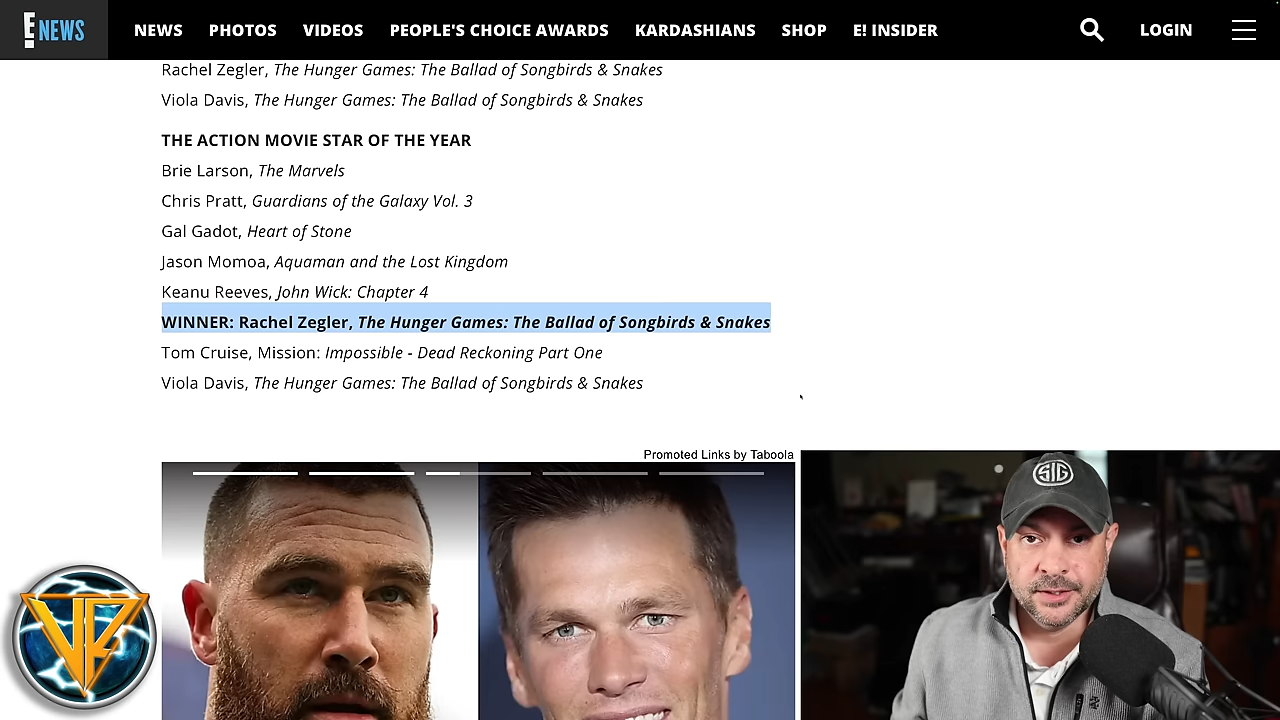 E! NEWS
NEWS PHOTOS VIDEOS PEOPLE'S CHOICE AWARDS KARDASHIANS SHOP E! INSIDER LOGIN
Rachel Zegler, The Hunger Games: The Ballad of Songbirds & Snakes
Viola Davis, The Hunger Games: The Ballad of Songbirds & Snakes
THE ACTION MOVIE STAR OF THE YEAR
Brie Larson, The Marvels
Chris Pratt, Guardians of the Galaxy Vol. 3
Gal Gadot, Heart of Stone
Jason Momoa, Aquaman and the Lost Kingdom
Keanu Reeves, John Wick: Chapter 4
WINNER: Rachel Zegler, The Hunger Games: The Ballad of Songbirds & Snakes
Tom Cruise, Mission: Impossible - Dead Reckoning Part One
Viola Davis, The Hunger Games: The Ballad of Songbirds & Snakes
Promoted Links by Taboola
SIG